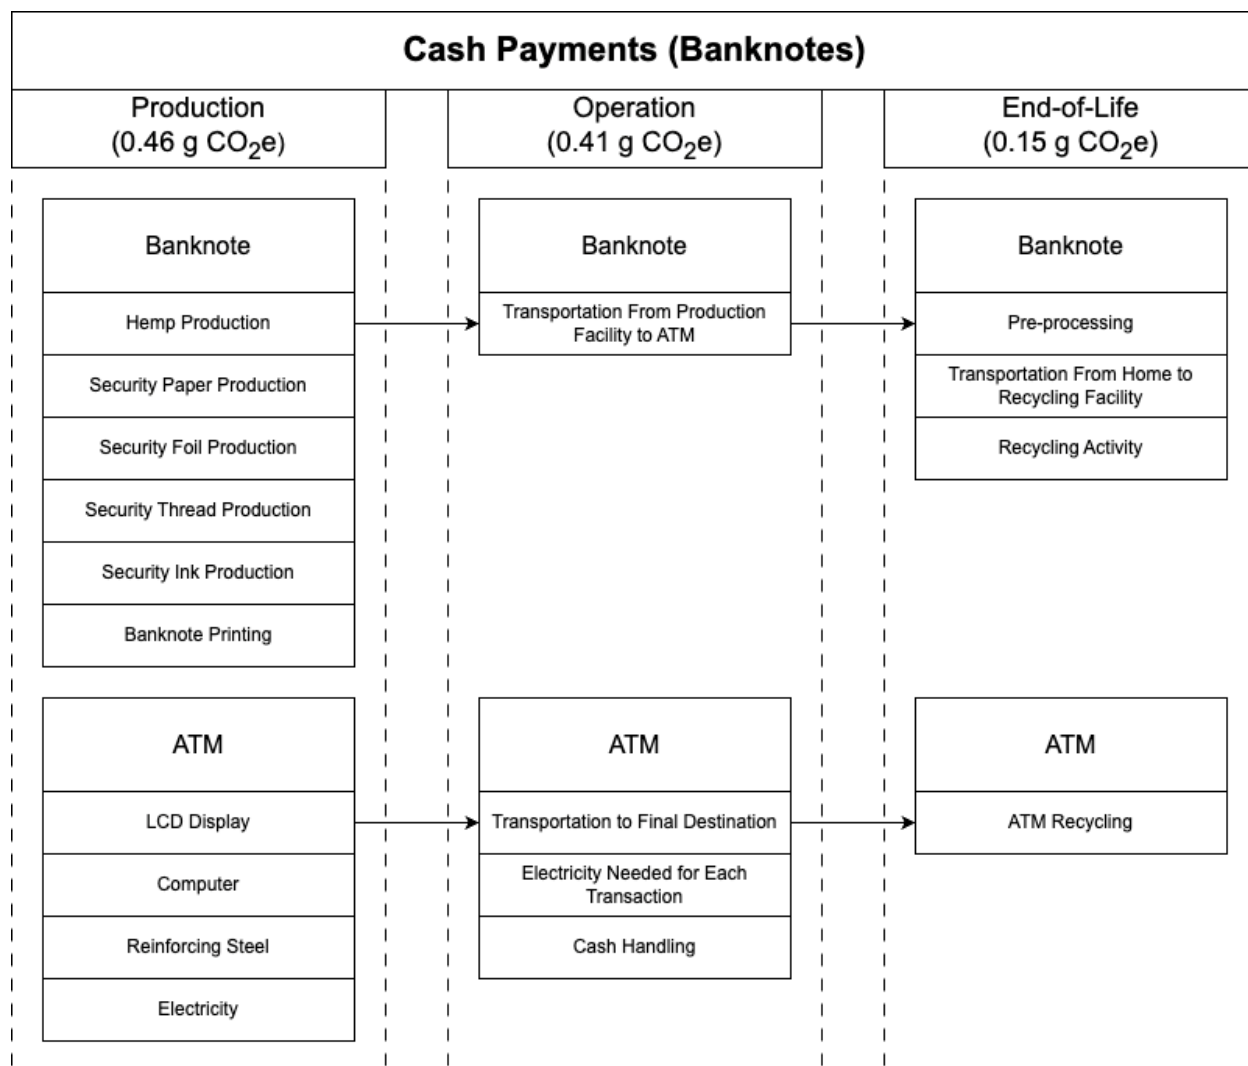 Cash Payments (Banknotes)
Production
(0.46 g CO₂e)
Operation
(0.41 g CO₂e)
End-of-Life
(0.15 g CO₂e)
Banknote
Hemp Production
Security Paper Production
Security Foil Production
Security Thread Production
Security Ink Production
Banknote Printing
Banknote
Transportation From Production
Facility to ATM
Banknote
Pre-processing
Transportation From Home to
Recycling Facility
Recycling Activity
ATM
LCD Display
Computer
Reinforcing Steel
Electricity
ATM
Transportation to Final Destination
Electricity Needed for Each
Transaction
Cash Handling
ATM
ATM Recycling